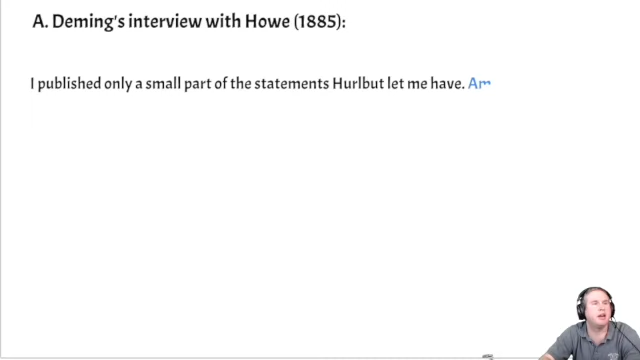 A. Deming's interview with Howe (1885):
I published only a small part of the statements Hurlbut let me have.